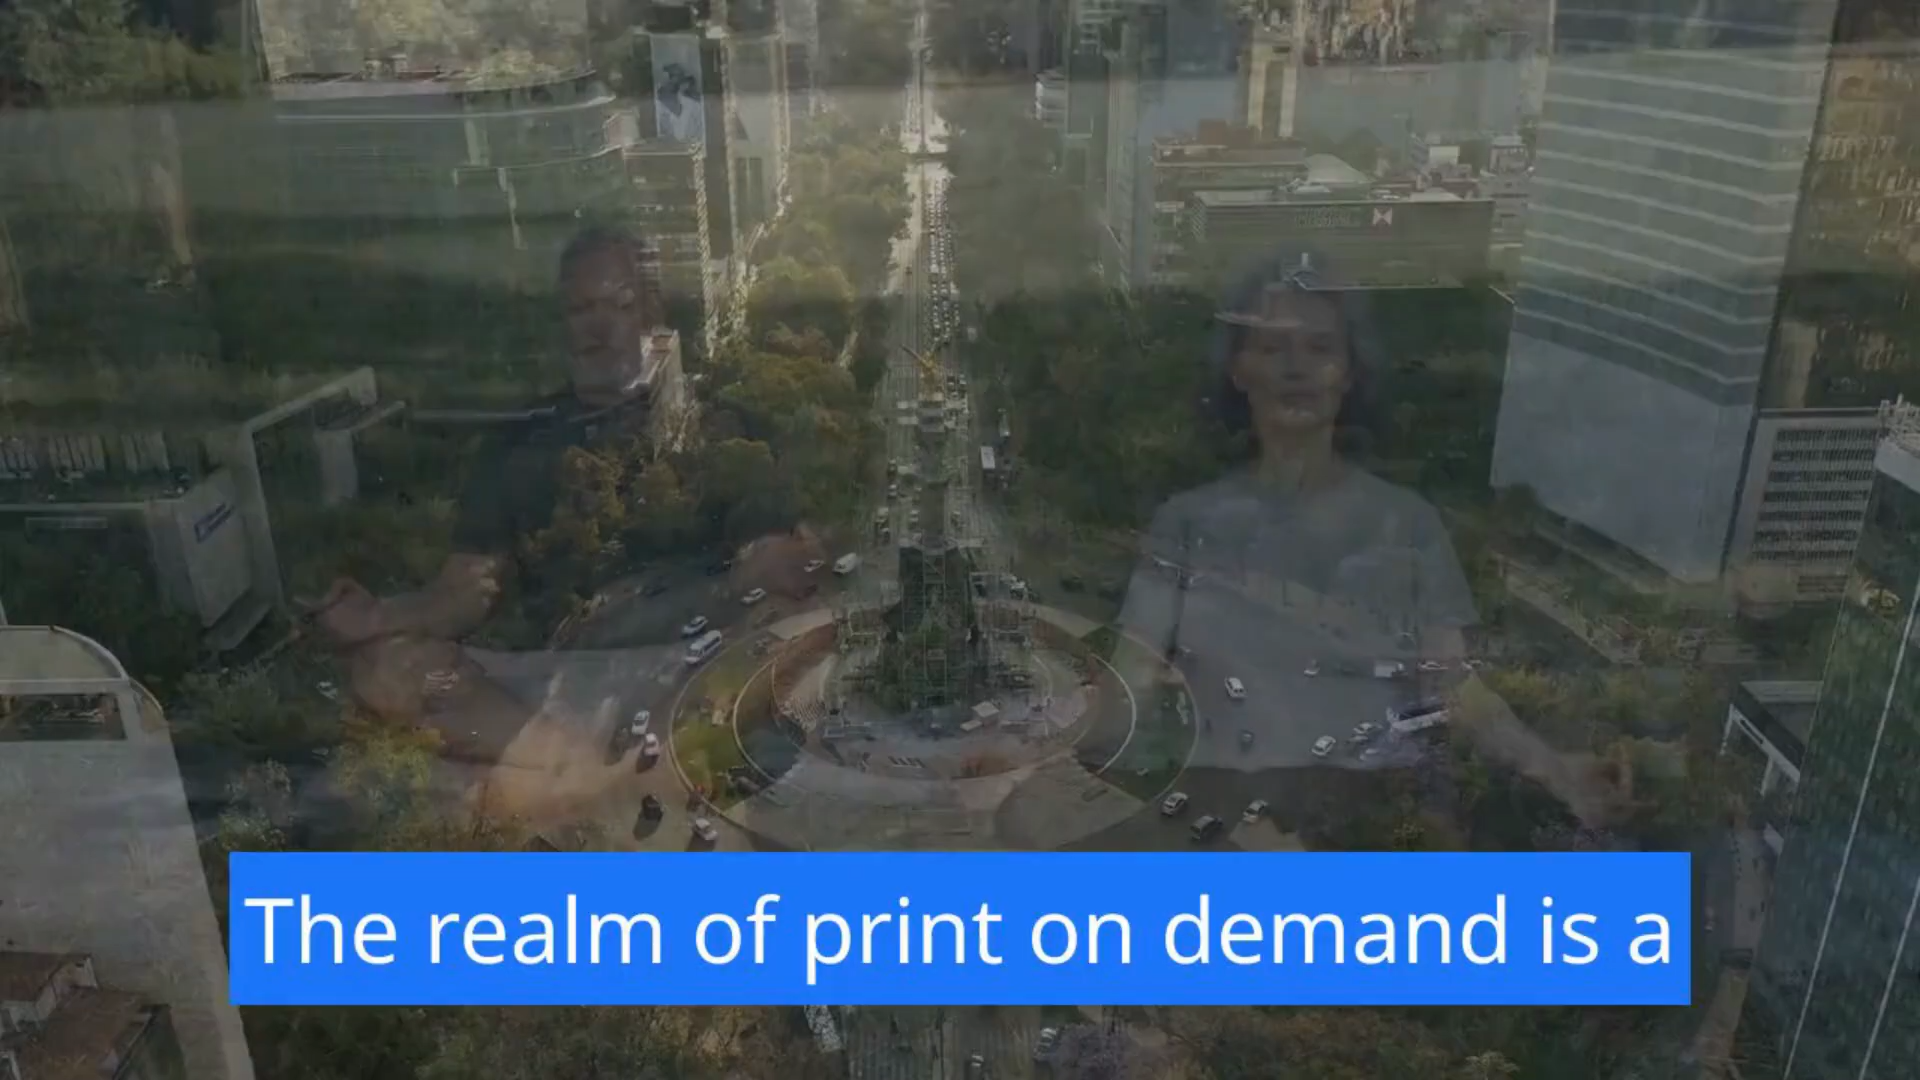 The realm of print on demand is a